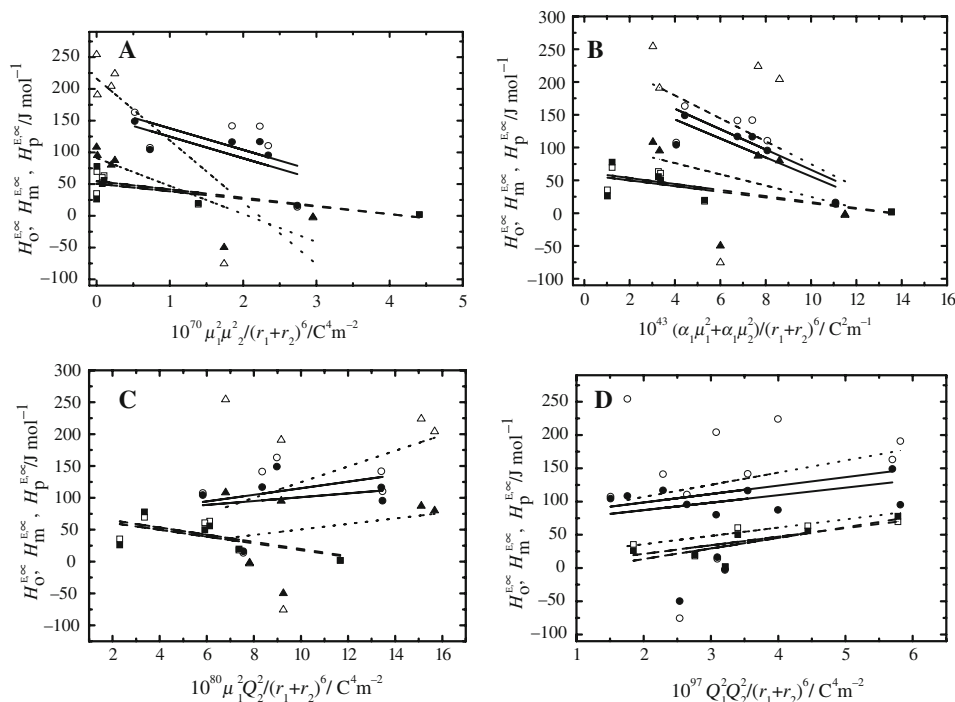 A
B
300
250
200
150
100
50
0
−50
−100
0 1 2 3 4 5
H_o^{E,∞}, H_m^{E,∞}, H_p^{E,∞}/J mol^{−1}
10^{70} μ_1^2μ_2^2/(r_1+r_2)^6/C^4m^{−2}
300
250
200
150
100
50
0
−50
−100
0 2 4 6 8 10 12 14 16
H_o^{E,∞}, H_m^{E,∞}, H_p^{E,∞}/J mol^{−1}
10^{43} (α_1μ_1^2+α_1μ_2^2)/(r_1+r_2)^6/ C^2m^{−1}
C
D
300
250
200
150
100
50
0
−50
−100
2 4 6 8 10 12 14 16
H_o^{E,∞}, H_m^{E,∞}, H_p^{E,∞}/J mol^{−1}
10^{80} μ_1^2Q_2^2/(r_1+r_2)^6/ C^4m^{−2}
300
250
200
150
100
50
0
−50
−100
1 2 3 4 5 6
H_o^{E,∞}, H_m^{E,∞}, H_p^{E,∞}/J mol^{−1}
10^{97} Q_1^2Q_2^2/(r_1+r_2)^6/ C^4m^{−2}